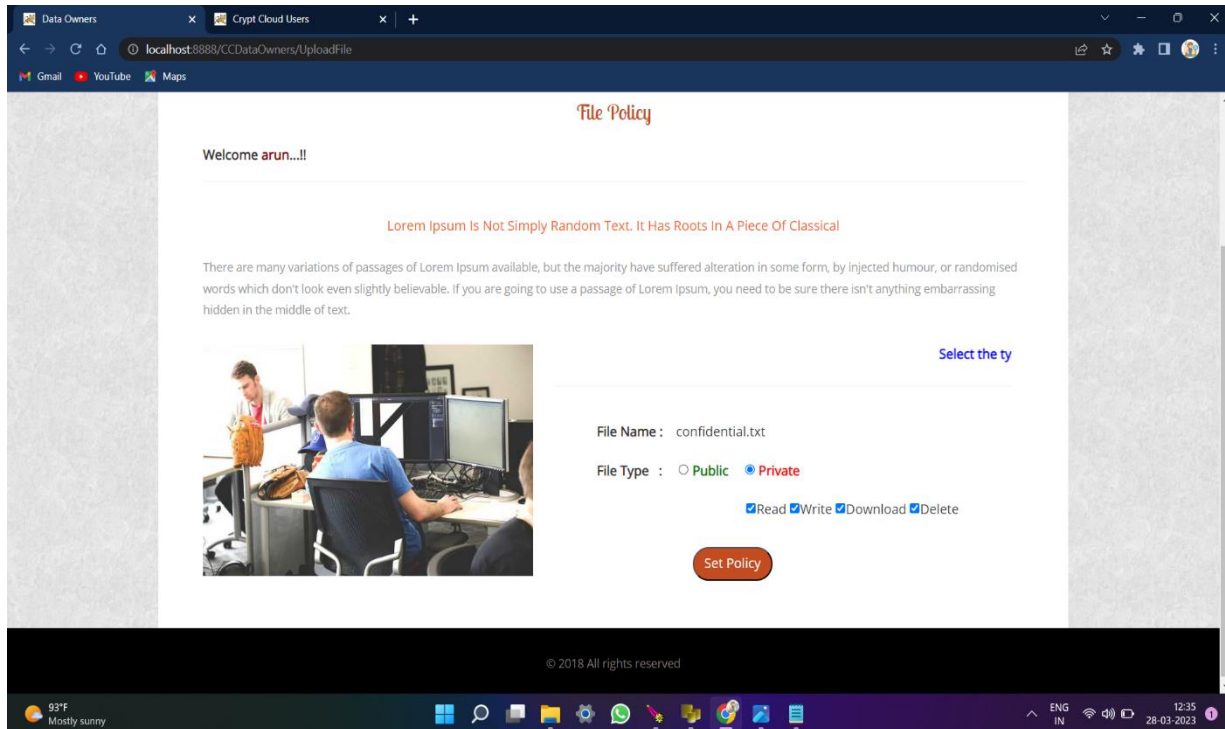 Data Owners
Crypt Cloud Users
localhost:8888/CCDataOwners/UploadFile
Gmail YouTube Maps
File Policy
Welcome arun...!!
Lorem Ipsum Is Not Simply Random Text. It Has Roots In A Piece Of Classical
There are many variations of passages of Lorem Ipsum available, but the majority have suffered alteration in some form, by injected humour, or randomised
words which don't look even slightly believable. If you are going to use a passage of Lorem Ipsum, you need to be sure there isn't anything embarrassing
hidden in the middle of text.
Select the ty
File Name : confidential.txt
File Type : Public Private
Read Write Download Delete
Set Policy
© 2018 All rights reserved
93°F
Mostly sunny
ENG
IN
12:35
28-03-2023
1